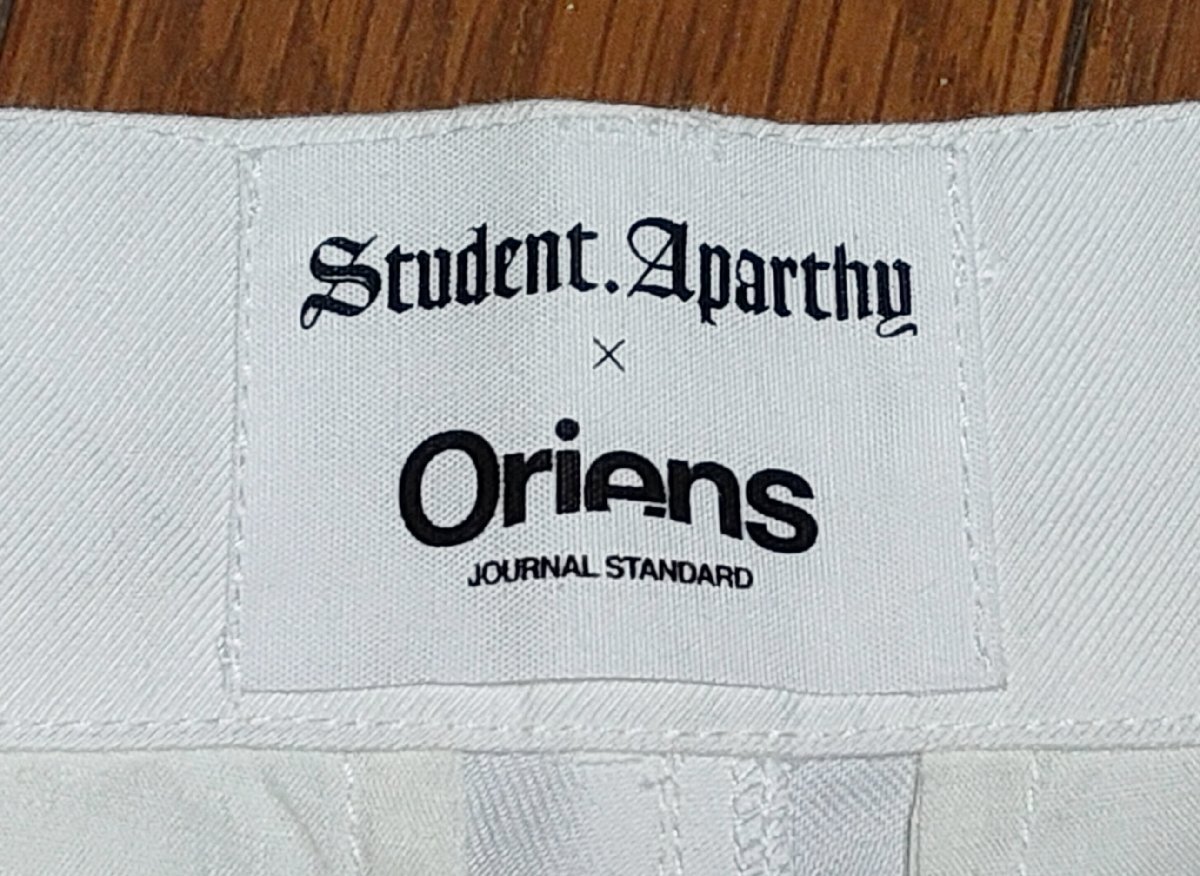 Student.Aparthy
×
Oriens
JOURNAL STANDARD